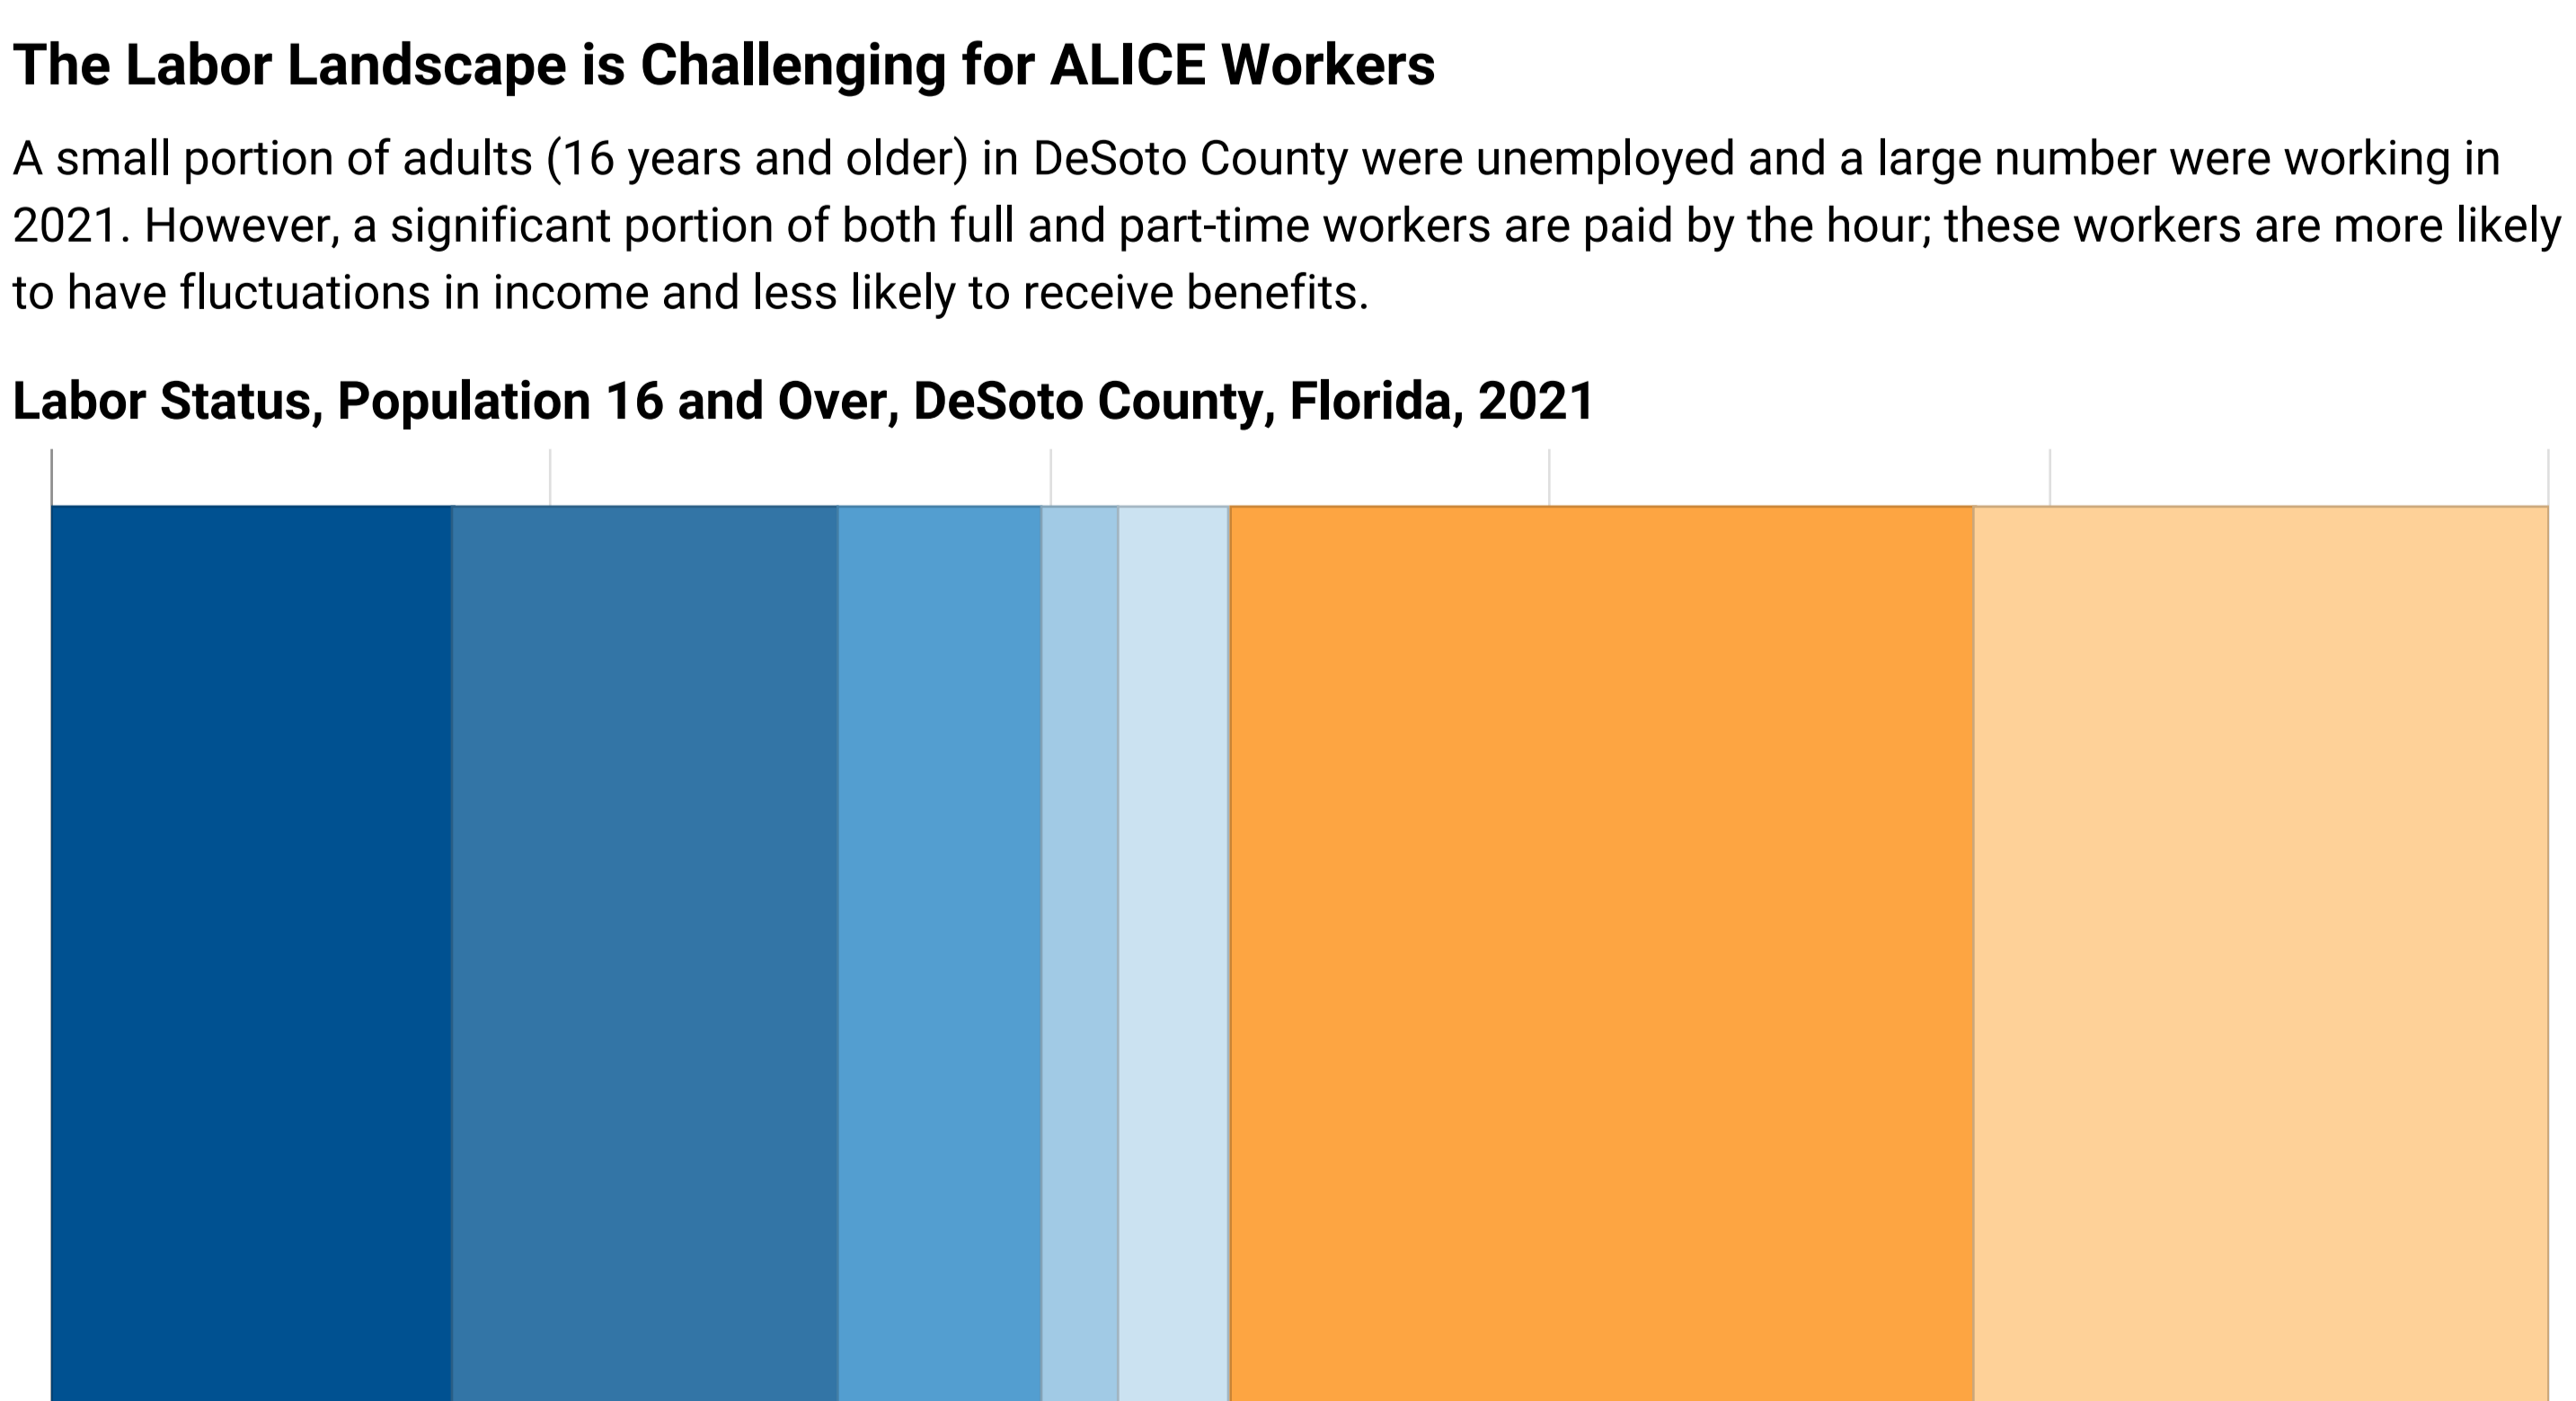 The Labor Landscape is Challenging for ALICE Workers
A small portion of adults (16 years and older) in DeSoto County were unemployed and a large number were working in
2021. However, a significant portion of both full and part-time workers are paid by the hour; these workers are more likely
to have fluctuations in income and less likely to receive benefits.
Labor Status, Population 16 and Over, DeSoto County, Florida, 2021